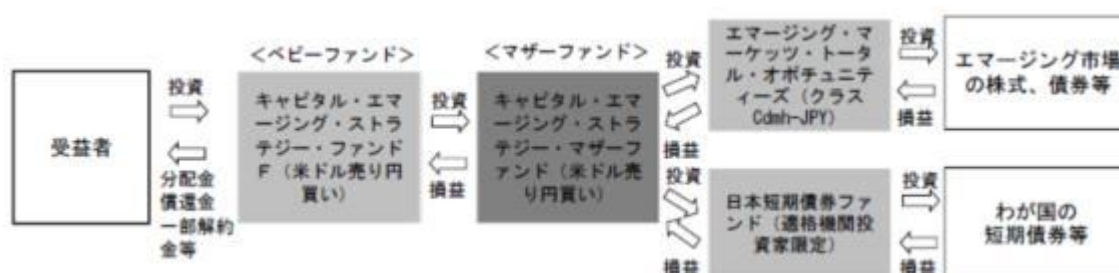 <ベビーファンド>
<マザーファンド>
受益者
投資
分配金
償還金
一部解約
金等
キャピタル・エマ
ージング・ストラ
テジー・ファンド
F(米ドル売り円
買い)
投資
損益
キャピタル・エマ
ージング・ストラ
テジー・マザーフ
ァンド(米ドル売
り円買い)
投資
損益
エマージング・マ
ーケッツ・トータ
ル・オポチュニテ
ィーズ(クラス
Cdmh-JPY)
投資
損益
エマージング市場
の株式、債券等
投資
損益
日本短期債券ファ
ンド(適格機関投
資家限定)
投資
損益
わが国の
短期債券等